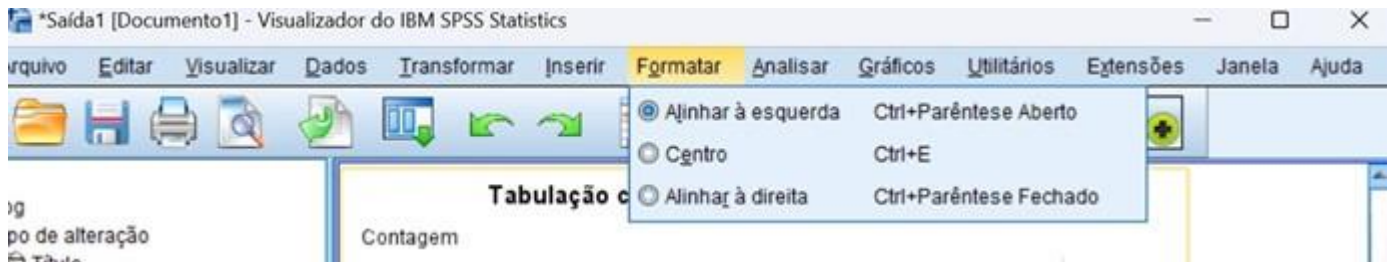 *Saída1 [Documento1] - Visualizador do IBM SPSS Statistics
rquivo Editar Visualizar Dados Transformar Inserir Formatar Analisar Gráficos Utilitários Extensões Janela Ajuda
Alinhar à esquerda Ctrl+Parêntese Aberto
Centro Ctrl+E
Alinhar à direita Ctrl+Parêntese Fechado
Tabulação c
og
po de alteração
Contagem
Título